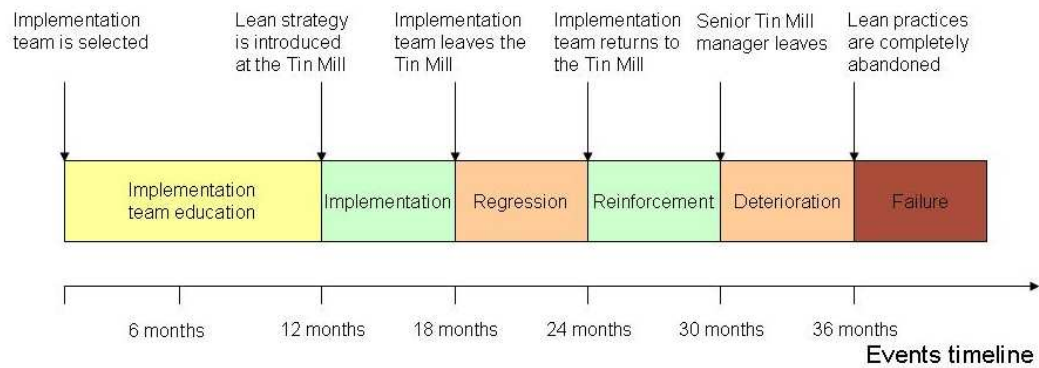 Implementation
team is selected
Lean strategy
is introduced
at the Tin Mill
Implementation
team leaves the
Tin Mill
Implementation
team returns to
the Tin Mill
Senior Tin Mill
manager leaves
Lean practices
are completely
abandoned
Implementation
team education
Implementation
Regression
Reinforcement
Deterioration
Failure
6 months
12 months
18 months
24 months
30 months
36 months
Events timeline